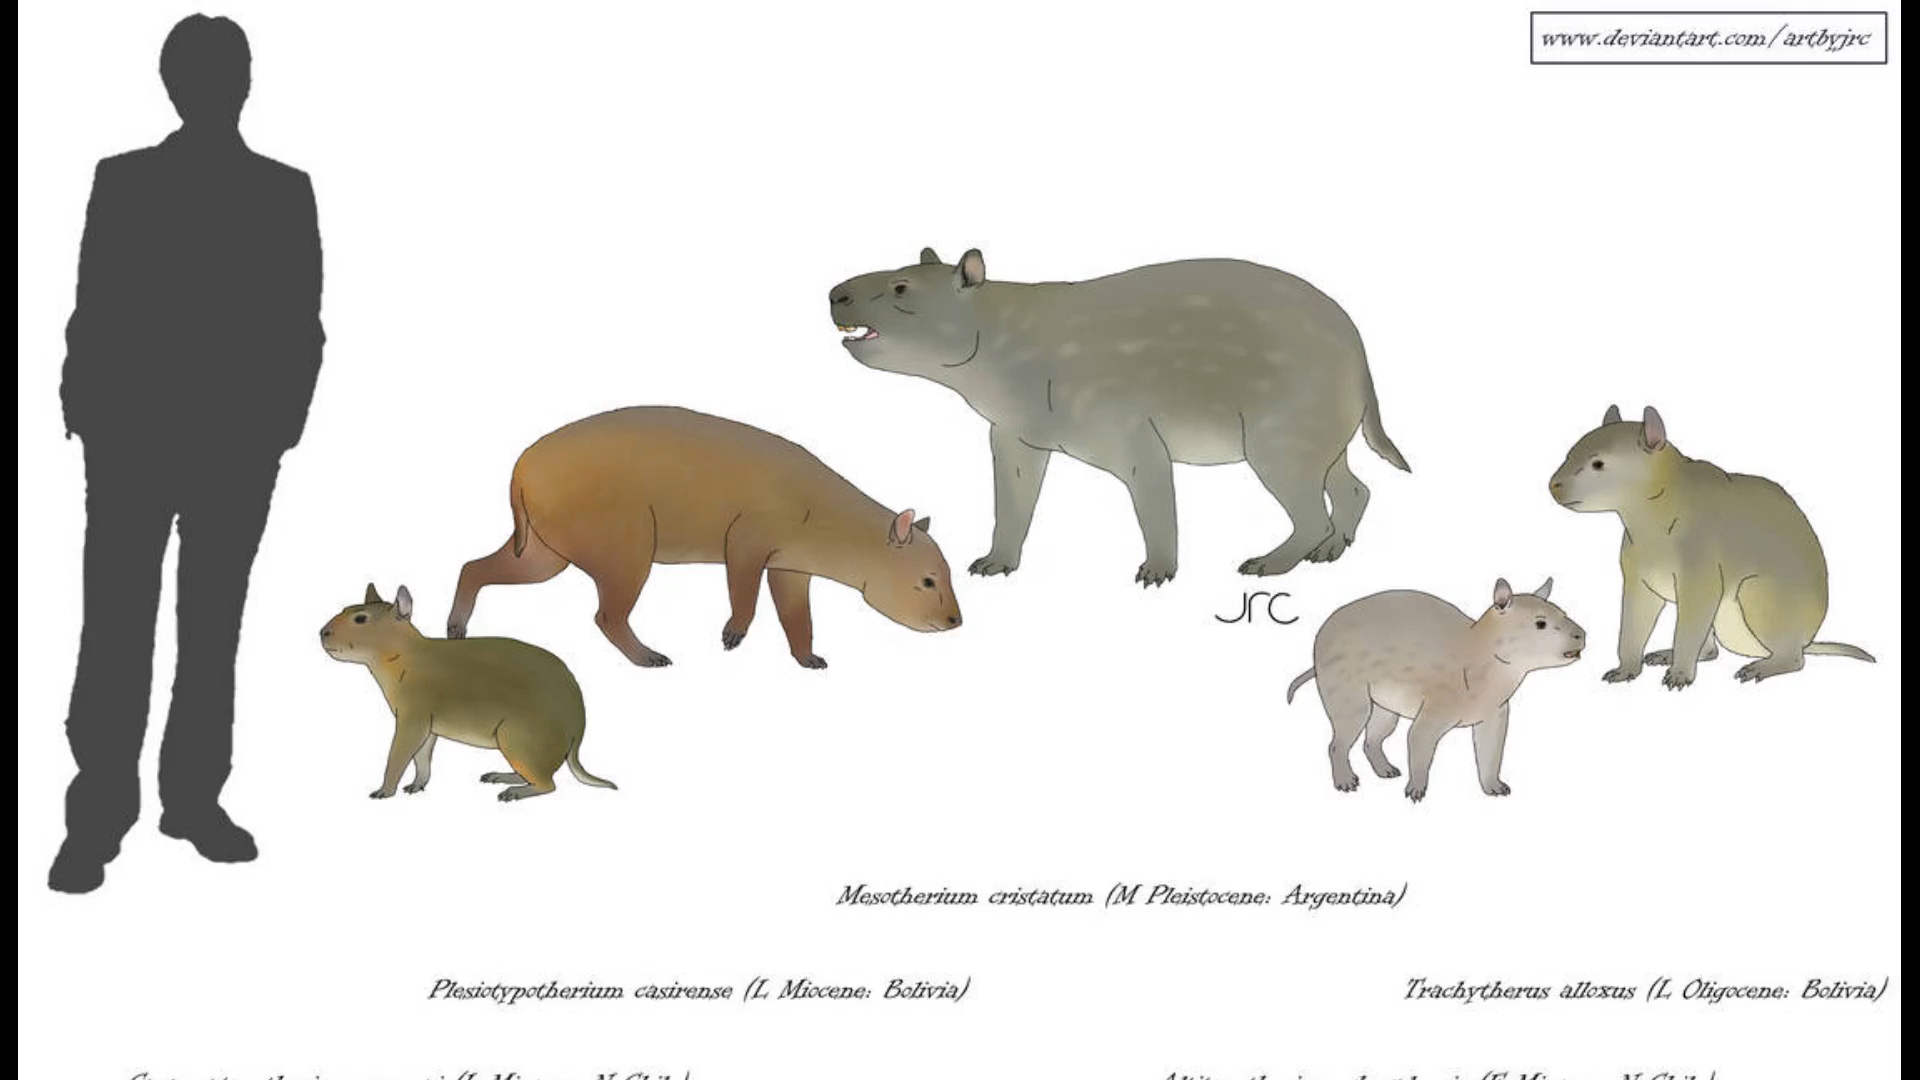 www.deviantart.com/artbyjrc
JrC
Mesotherium cristatum (M Pleistocene: Argentina)
Plesiotypotherium casirense (L Miocene: Bolivia)
Trachytherus alloxus (L Oligocene: Bolivia)